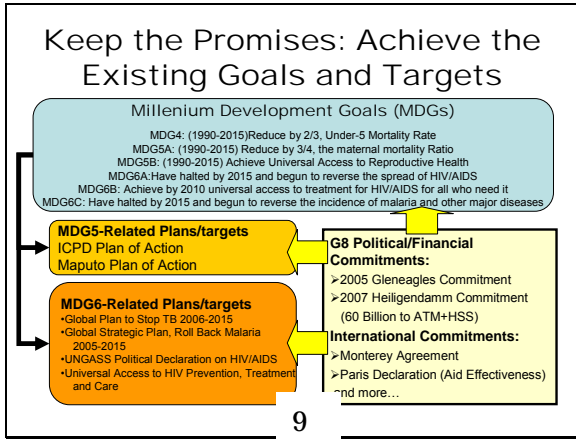 Keep the Promises: Achieve the
Existing Goals and Targets
Millenium Development Goals (MDGs)
MDG4: (1990-2015)Reduce by 2/3, Under-5 Mortality Rate
MDG5A: (1990-2015) Reduce by 3/4, the maternal mortality Ratio
MDG5B: (1990-2015) Achieve Universal Access to Reproductive Health
MDG6A:Have halted by 2015 and begun to reverse the spread of HIV/AIDS
MDG6B: Achieve by 2010 universal access to treatment for HIV/AIDS for all who need it
MDG6C: Have halted by 2015 and begun to reverse the incidence of malaria and other major diseases
MDG5-Related Plans/targets
ICPD Plan of Action
Maputo Plan of Action
MDG6-Related Plans/targets
•Global Plan to Stop TB 2006-2015
•Global Strategic Plan, Roll Back Malaria
2005-2015
•UNGASS Political Declaration on HIV/AIDS
•Universal Access to HIV Prevention, Treatment
and Care
G8 Political/Financial
Commitments:
➢2005 Gleneagles Commitment
➢2007 Heiligendamm Commitment
(60 Billion to ATM+HSS)
International Commitments:
➢Monterey Agreement
➢Paris Declaration (Aid Effectiveness)
and more…
9